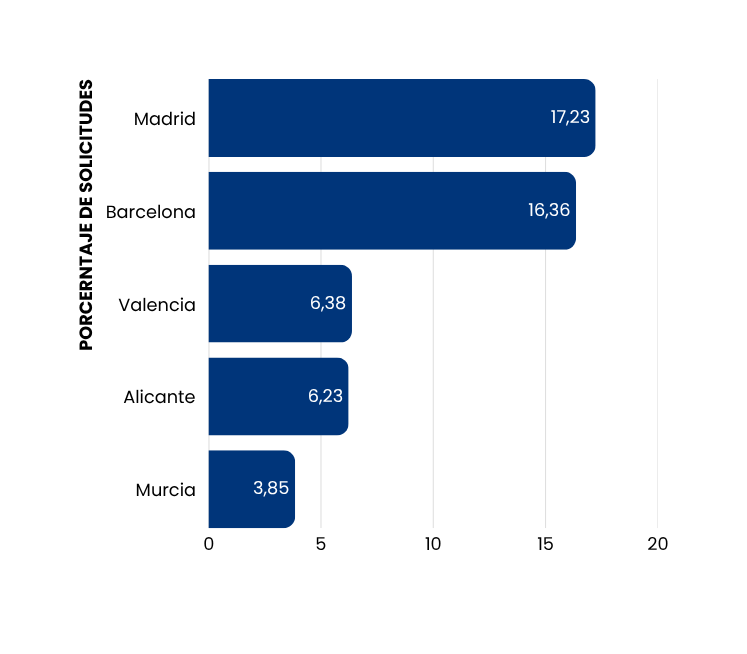 PORCERNTAJE DE SOLICITUDES
Madrid
17,23
Barcelona
16,36
Valencia
6,38
Alicante
6,23
Murcia
3,85
0 5 10 15 20